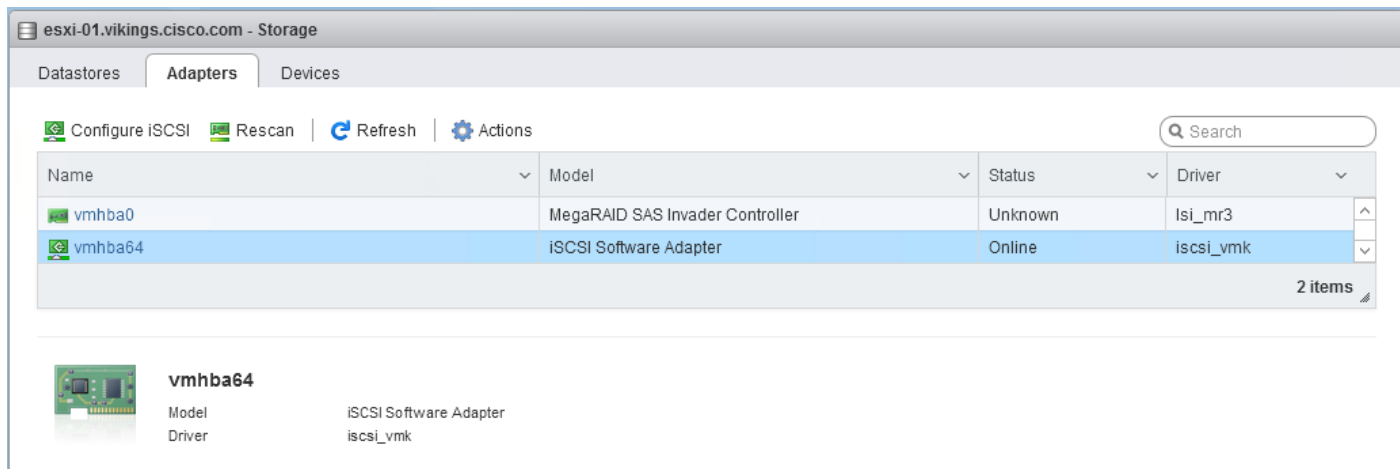 esxi-01.vikings.cisco.com - Storage
Datastores Adapters Devices
Configure iSCSI Rescan Refresh Actions Search
Name Model Status Driver
vmhba0 MegaRAID SAS Invader Controller Unknown lsi_mr3
vmhba64 iSCSI Software Adapter Online iscsi_vmk
2 items
vmhba64
Model iSCSI Software Adapter
Driver iscsi_vmk